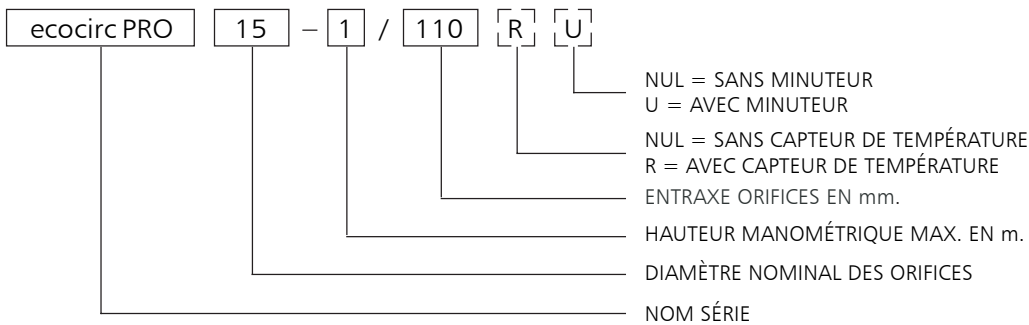 ecocirc PRO 15 – 1 / 110 R U
NUL = SANS MINUTEUR
U = AVEC MINUTEUR
NUL = SANS CAPTEUR DE TEMPÉRATURE
R = AVEC CAPTEUR DE TEMPÉRATURE
ENTRAXE ORIFICES EN mm.
HAUTEUR MANOMÉTRIQUE MAX. EN m.
DIAMÈTRE NOMINAL DES ORIFICES
NOM SÉRIE